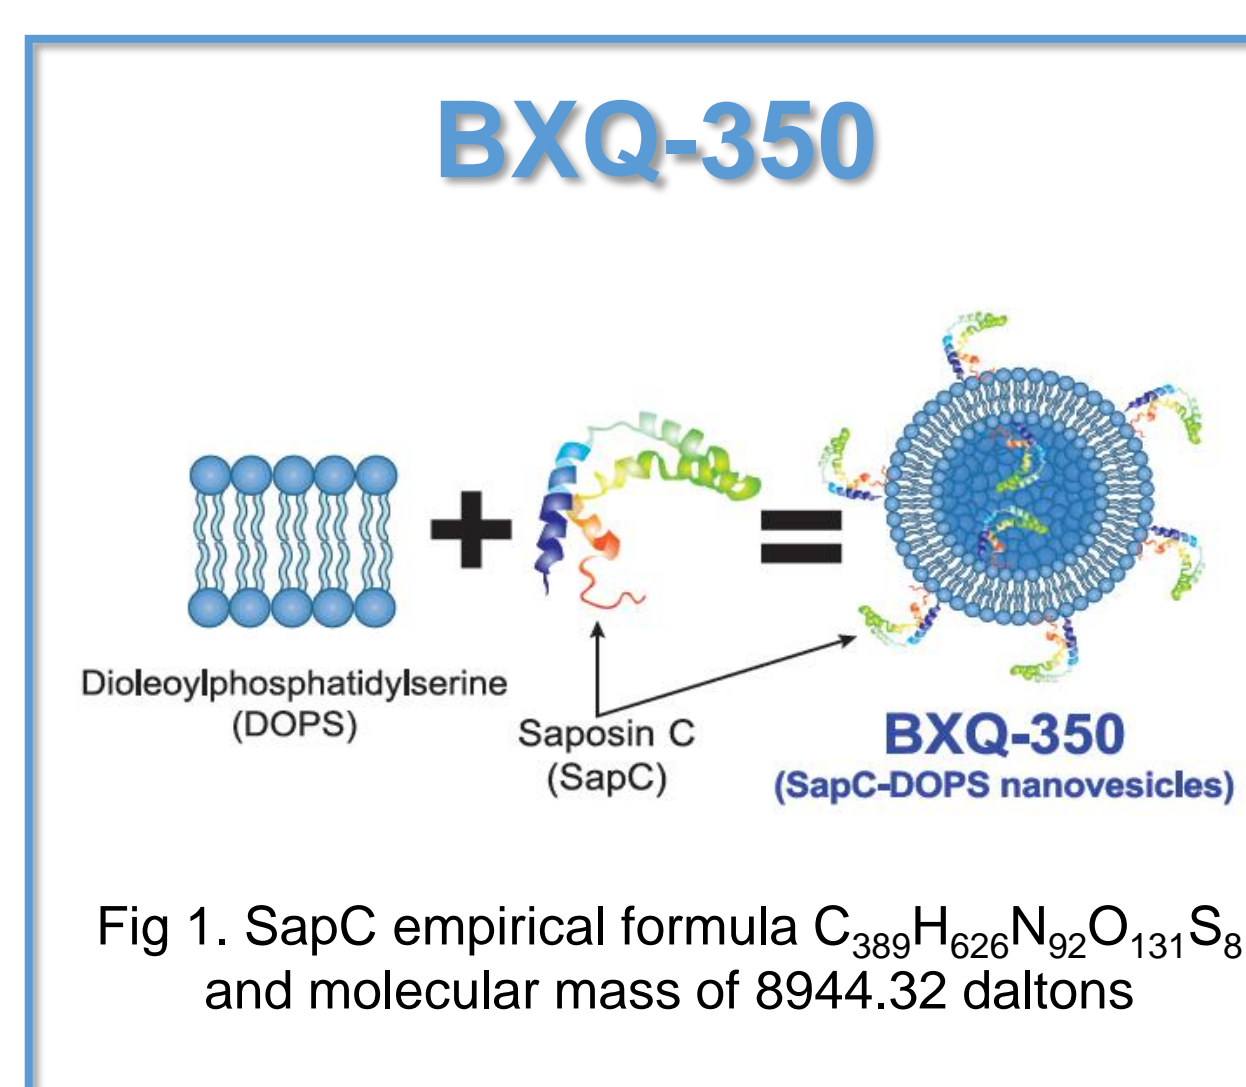 BXQ-350
Dioleoylphosphatidylserine
(DOPS)
Saposin C
(SapC)
BXQ-350
(SapC-DOPS nanovesicles)
Fig 1. SapC empirical formula C₃₈₉H₆₂₆N₉₂O₁₃₁S₈
and molecular mass of 8944.32 daltons